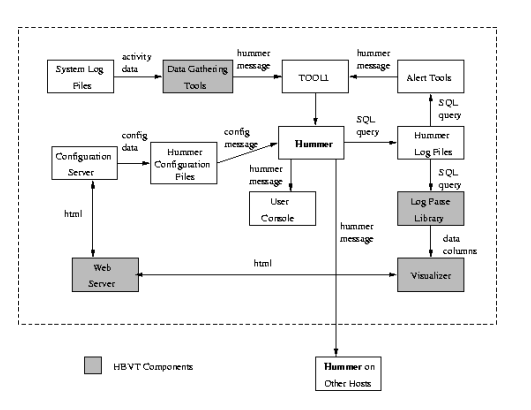 activity
data
hummer
message
hummer
message
System Log
Files
Data Gathering
Tools
TOOL1
Alert Tools
SQL
query
config
data
config
message
SQL
query
Configuration
Server
Hummer
Configuration
Files
Hummer
Hummer
Log Files
hummer
message
SQL
query
User
Console
Log Parse
Library
html
hummer
message
data
columns
Web
Server
html
Visualizer
HBVT Components
Hummer on
Other Hosts